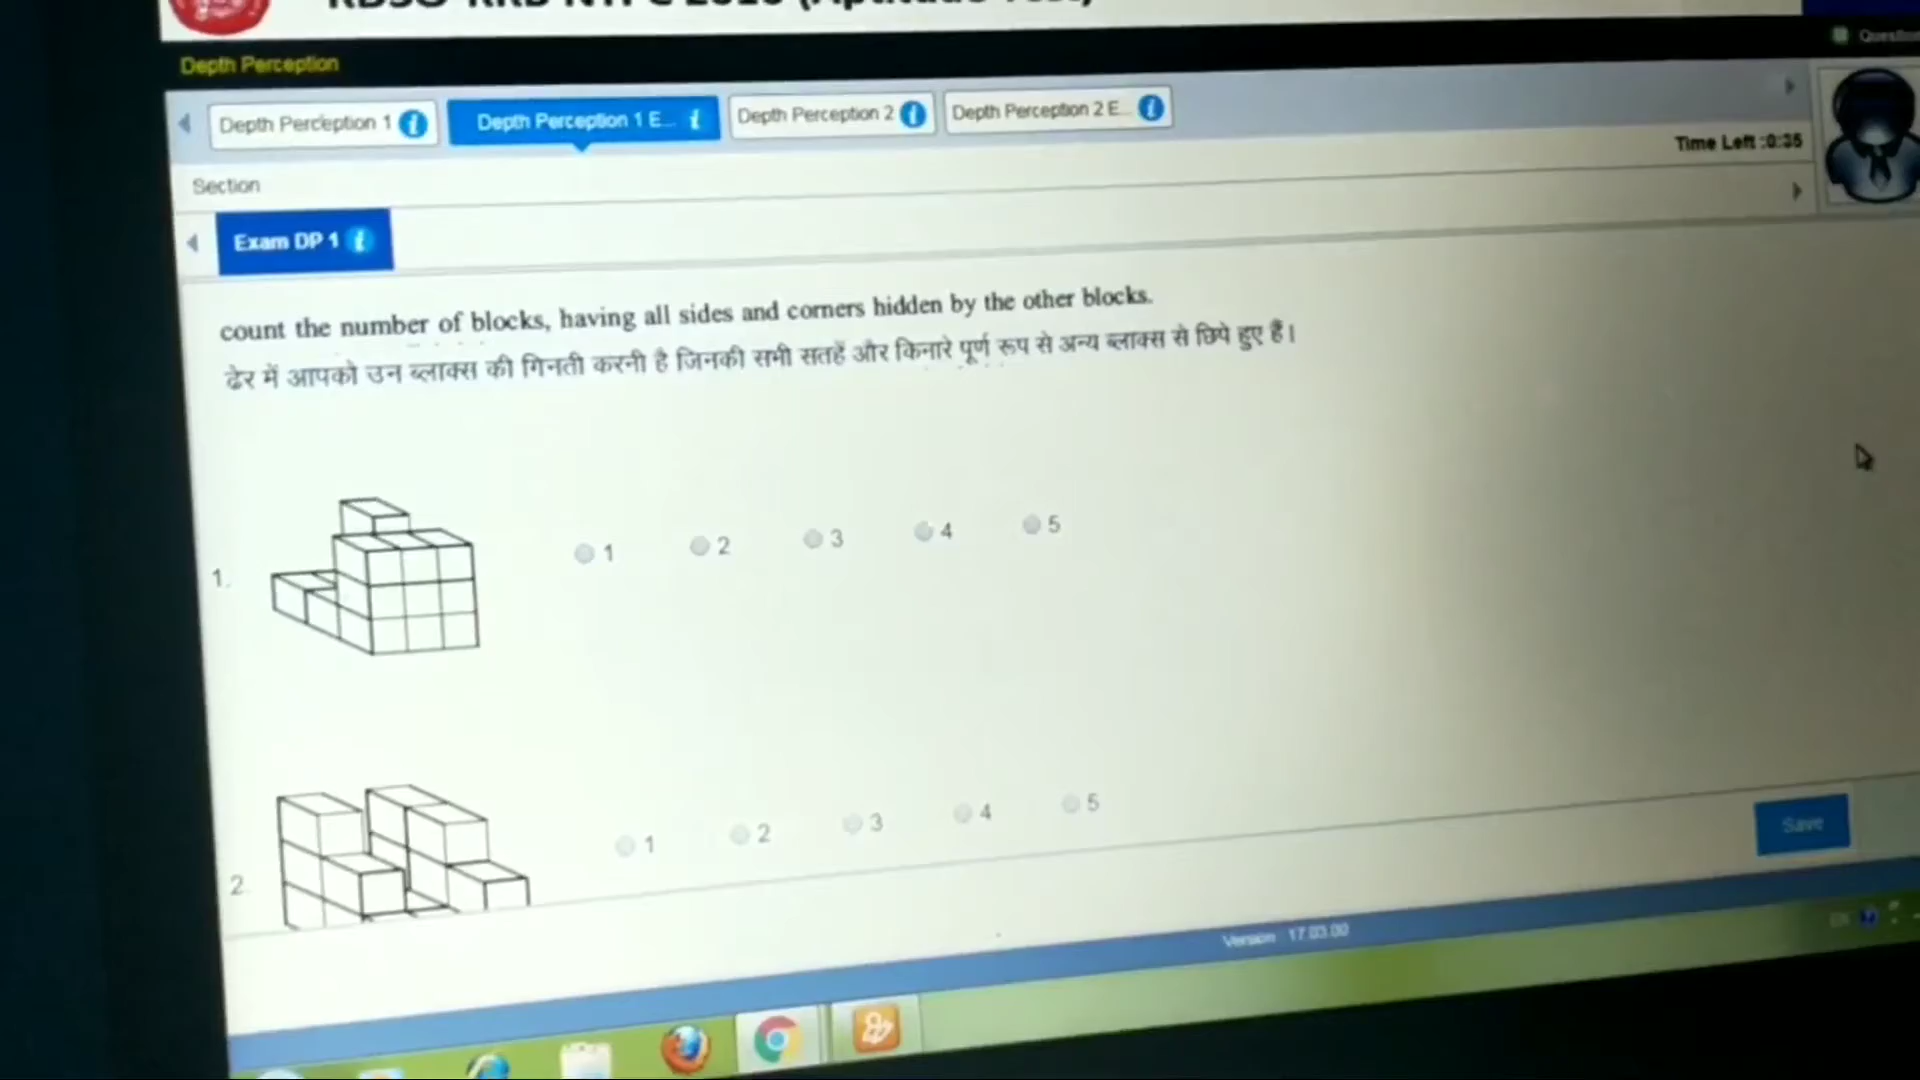 Depth Perception
Depth Perception 1 i
Depth Perception 1 E... i
Depth Perception 2 i
Depth Perception 2 E... i
Time Left :0:35
Section
Exam DP 1 i
count the number of blocks, having all sides and corners hidden by the other blocks.
ढेर में आपको उन ब्लाक्स की गिनती करनी है जिनकी सभी सतहें और किनारे पूर्ण रूप से अन्य ब्लाक्स से छिपे हुए हैं।
1. 1 2 3 4 5
2 1 2 3 4 5
Save
Version 17.03.00